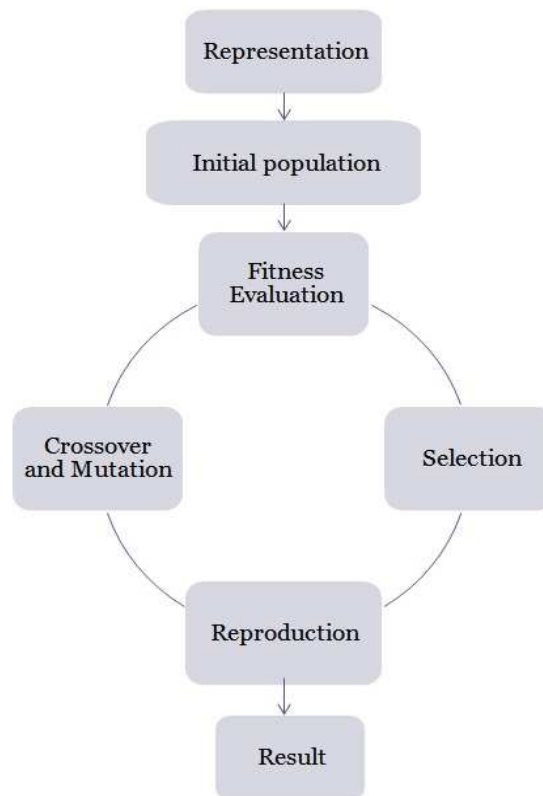 Representation
Initial population
Fitness
Evaluation
Crossover
and Mutation
Selection
Reproduction
Result